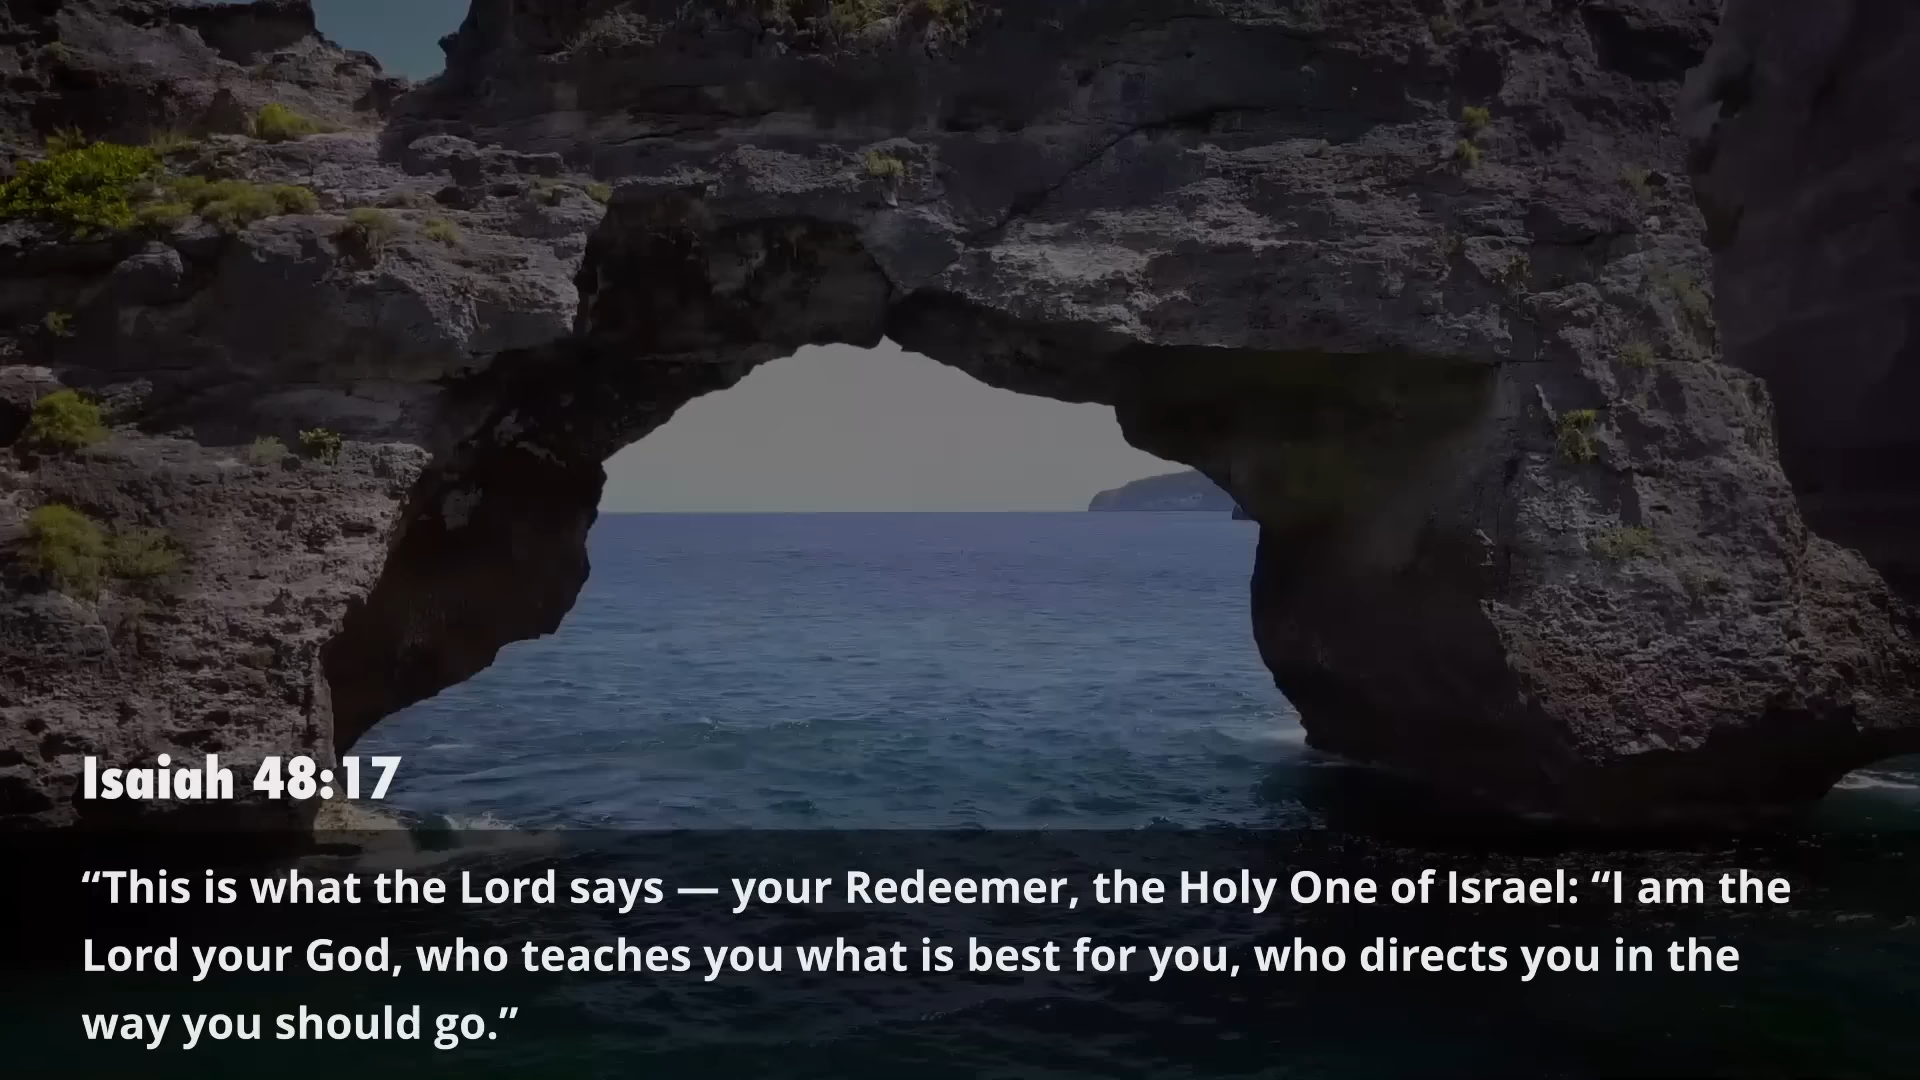 Isaiah 48:17
“This is what the Lord says — your Redeemer, the Holy One of Israel: “I am the
Lord your God, who teaches you what is best for you, who directs you in the
way you should go.”